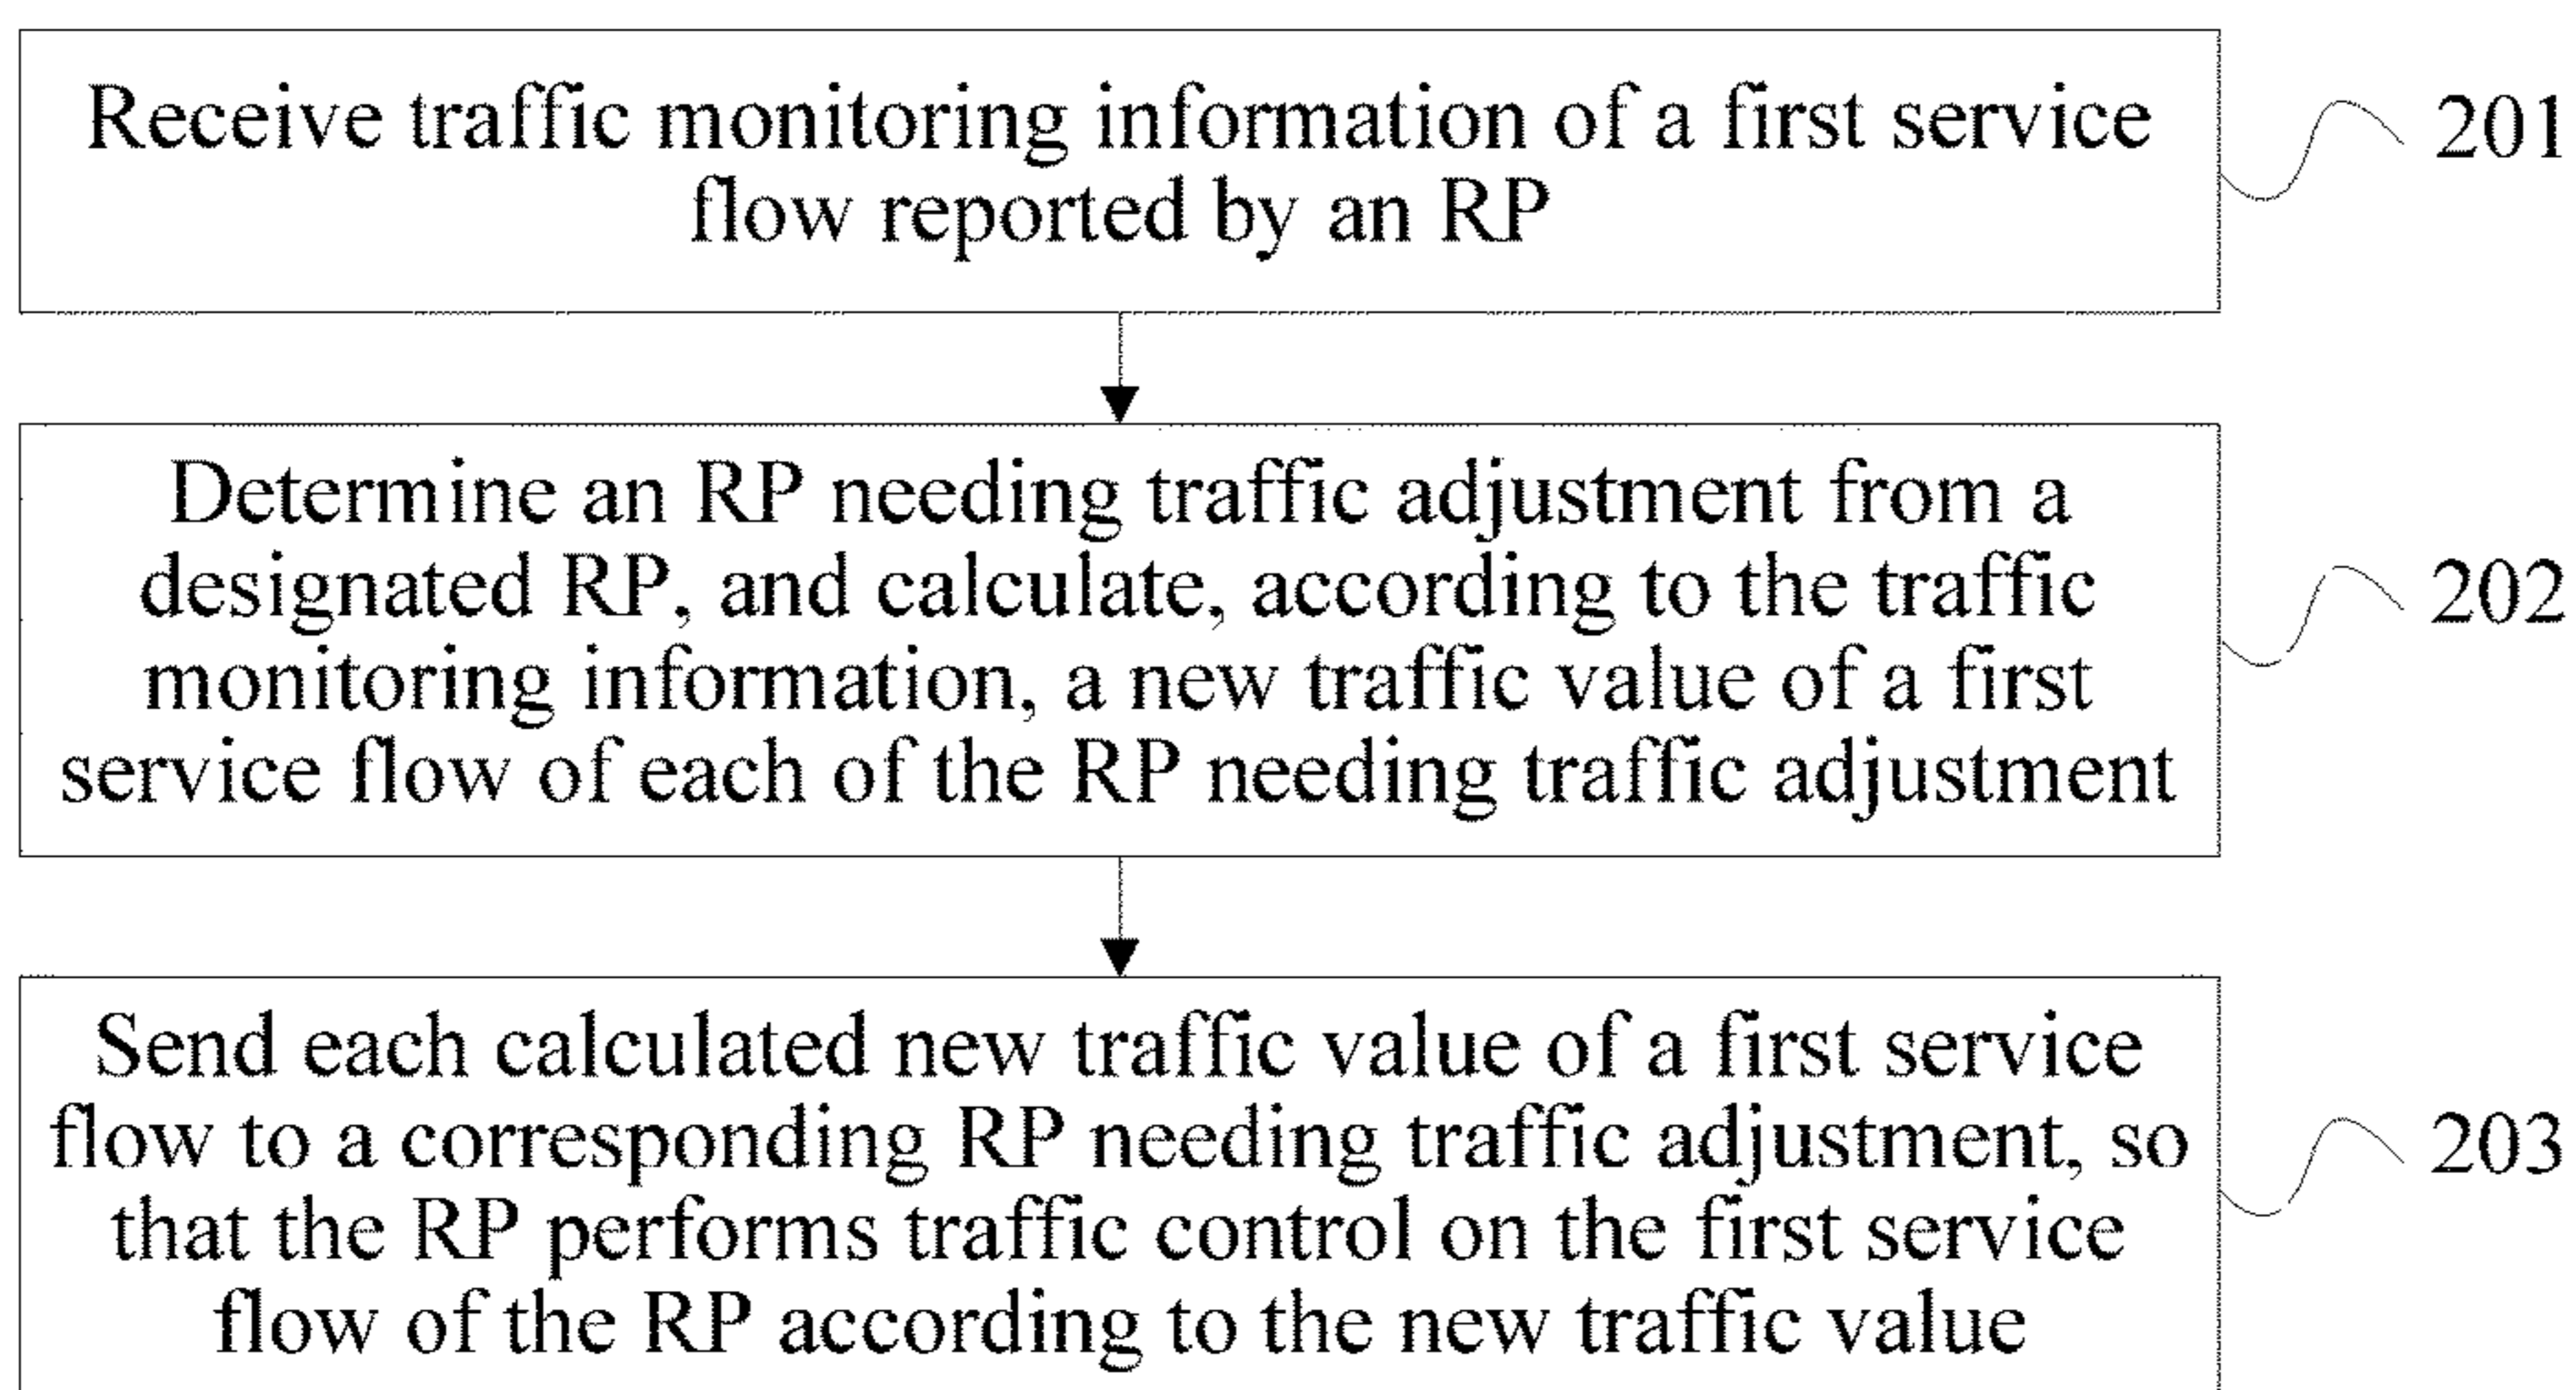 Receive traffic monitoring information of a first service
flow reported by an RP
201
Determine an RP needing traffic adjustment from a
designated RP, and calculate, according to the traffic
monitoring information, a new traffic value of a first
service flow of each of the RP needing traffic adjustment
202
Send each calculated new traffic value of a first service
flow to a corresponding RP needing traffic adjustment, so
that the RP performs traffic control on the first service
flow of the RP according to the new traffic value
203